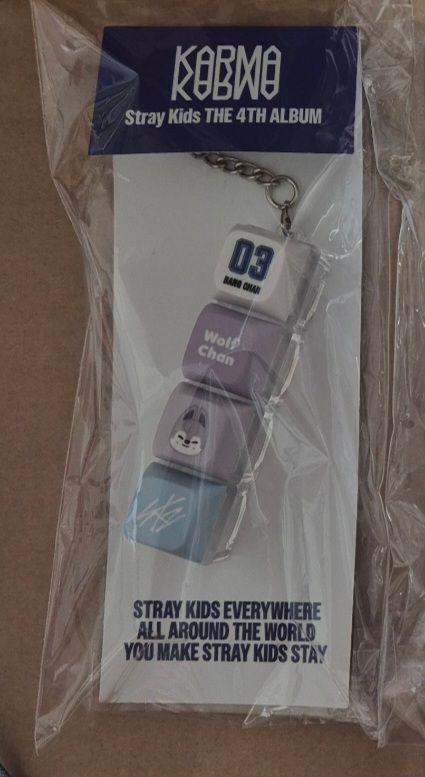 KARMA
Stray Kids THE 4TH ALBUM
03
BANG CHAN
Wolf
Chan
SKZ
STRAY KIDS EVERYWHERE
ALL AROUND THE WORLD
YOU MAKE STRAY KIDS STAY